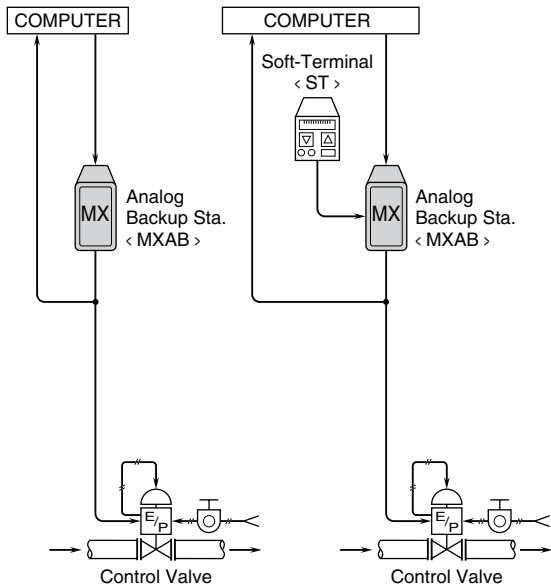 COMPUTER
MX
Analog
Backup Sta.
‹ MXAB ›
E/P
Control Valve
COMPUTER
Soft-Terminal
‹ ST ›
MX
Analog
Backup Sta.
‹ MXAB ›
E/P
Control Valve